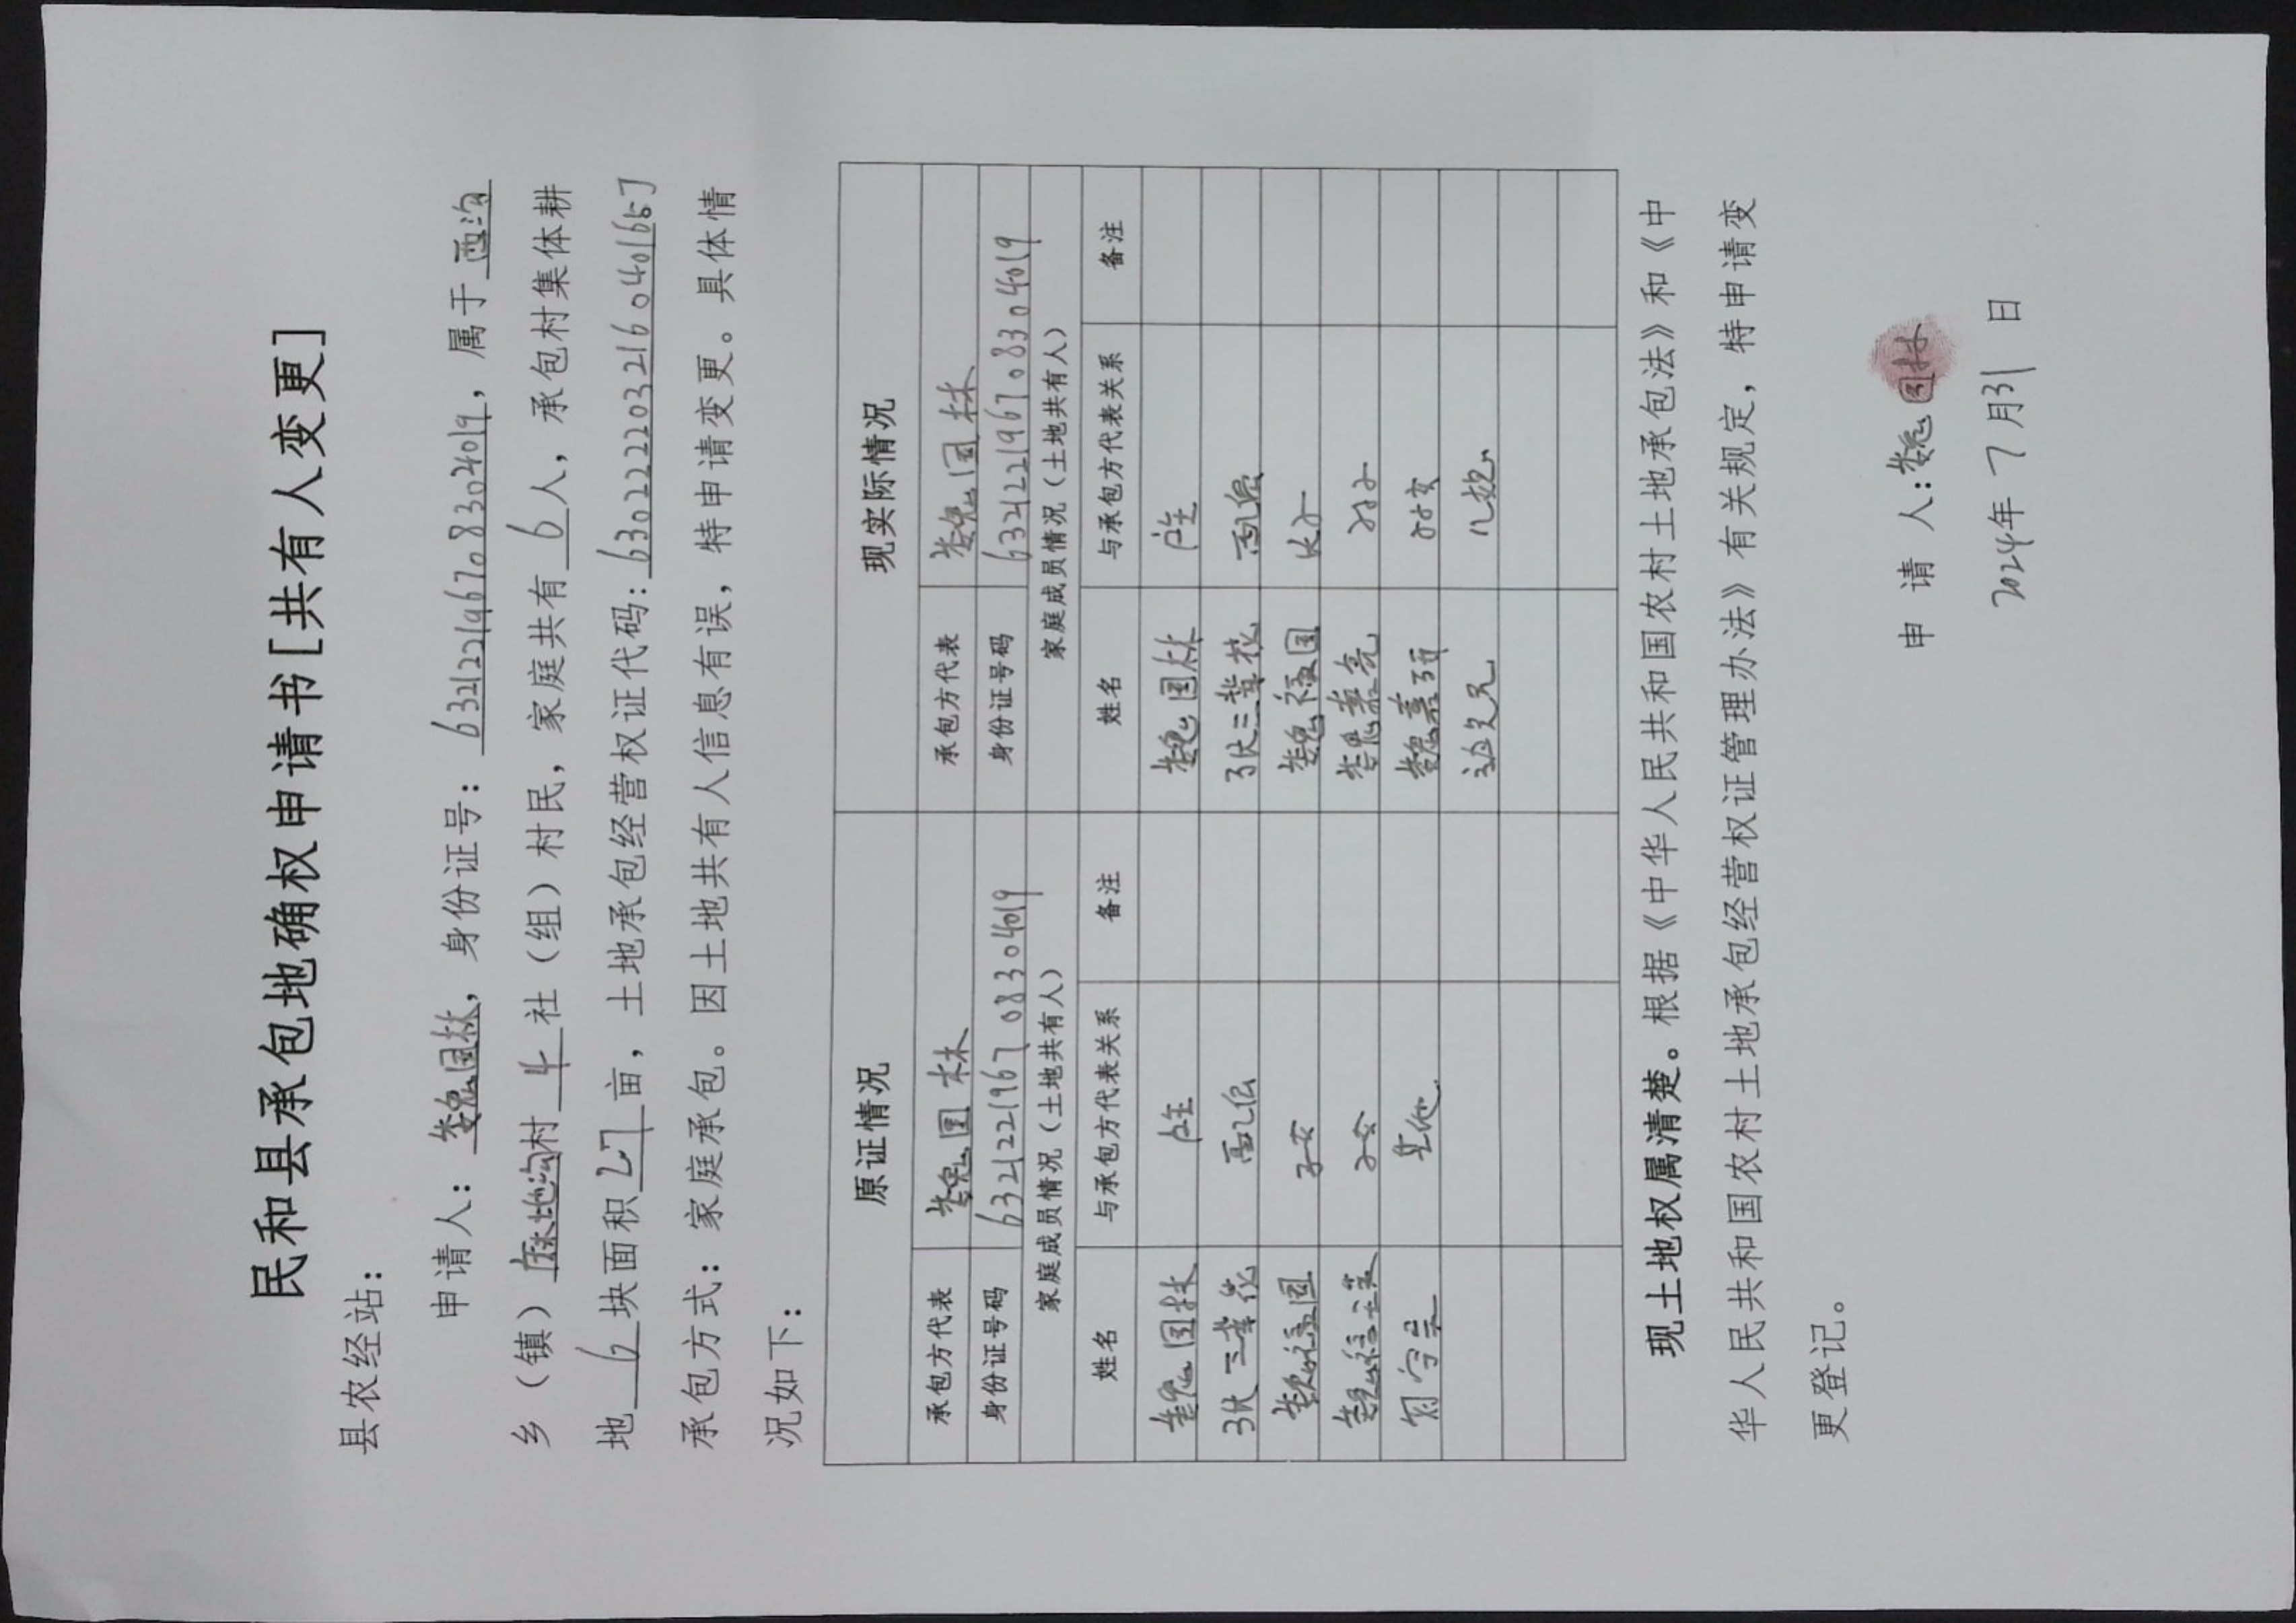 民和县承包地确权申请书[共有人变更]
县农经站：
申请人：魏国林，身份证号：632122196708304019，属于西沟
乡（镇）麻地沟村 4 社（组）村民，家庭共有 6 人，承包村集体耕
地 6 块面积 2.7 亩，土地承包经营权证代码：630222203216040165J
承包方式：家庭承包。因土地共有人信息有误，特申请变更。具体情
况如下：
原证情况 现实际情况
承包方代表 魏国林 承包方代表 魏国林
身份证号码 632122196708304019 身份证号码 632122196708304019
家庭成员情况（土地共有人） 家庭成员情况（土地共有人）
姓名 与承包方代表关系 备注 姓名 与承包方代表关系 备注
魏国林 户主 魏国林 户主
张三辈花 配偶 张三辈花 配偶
魏福国 子女 魏福国 长子
子女 魏嘉亮 孙子
其他 魏嘉研 孙女
儿媳
现土地权属清楚。根据《中华人民共和国农村土地承包法》和《中
华人民共和国农村土地承包经营权证管理办法》有关规定，特申请变
更登记。
申 请 人：魏国林
2024年 7 月31 日